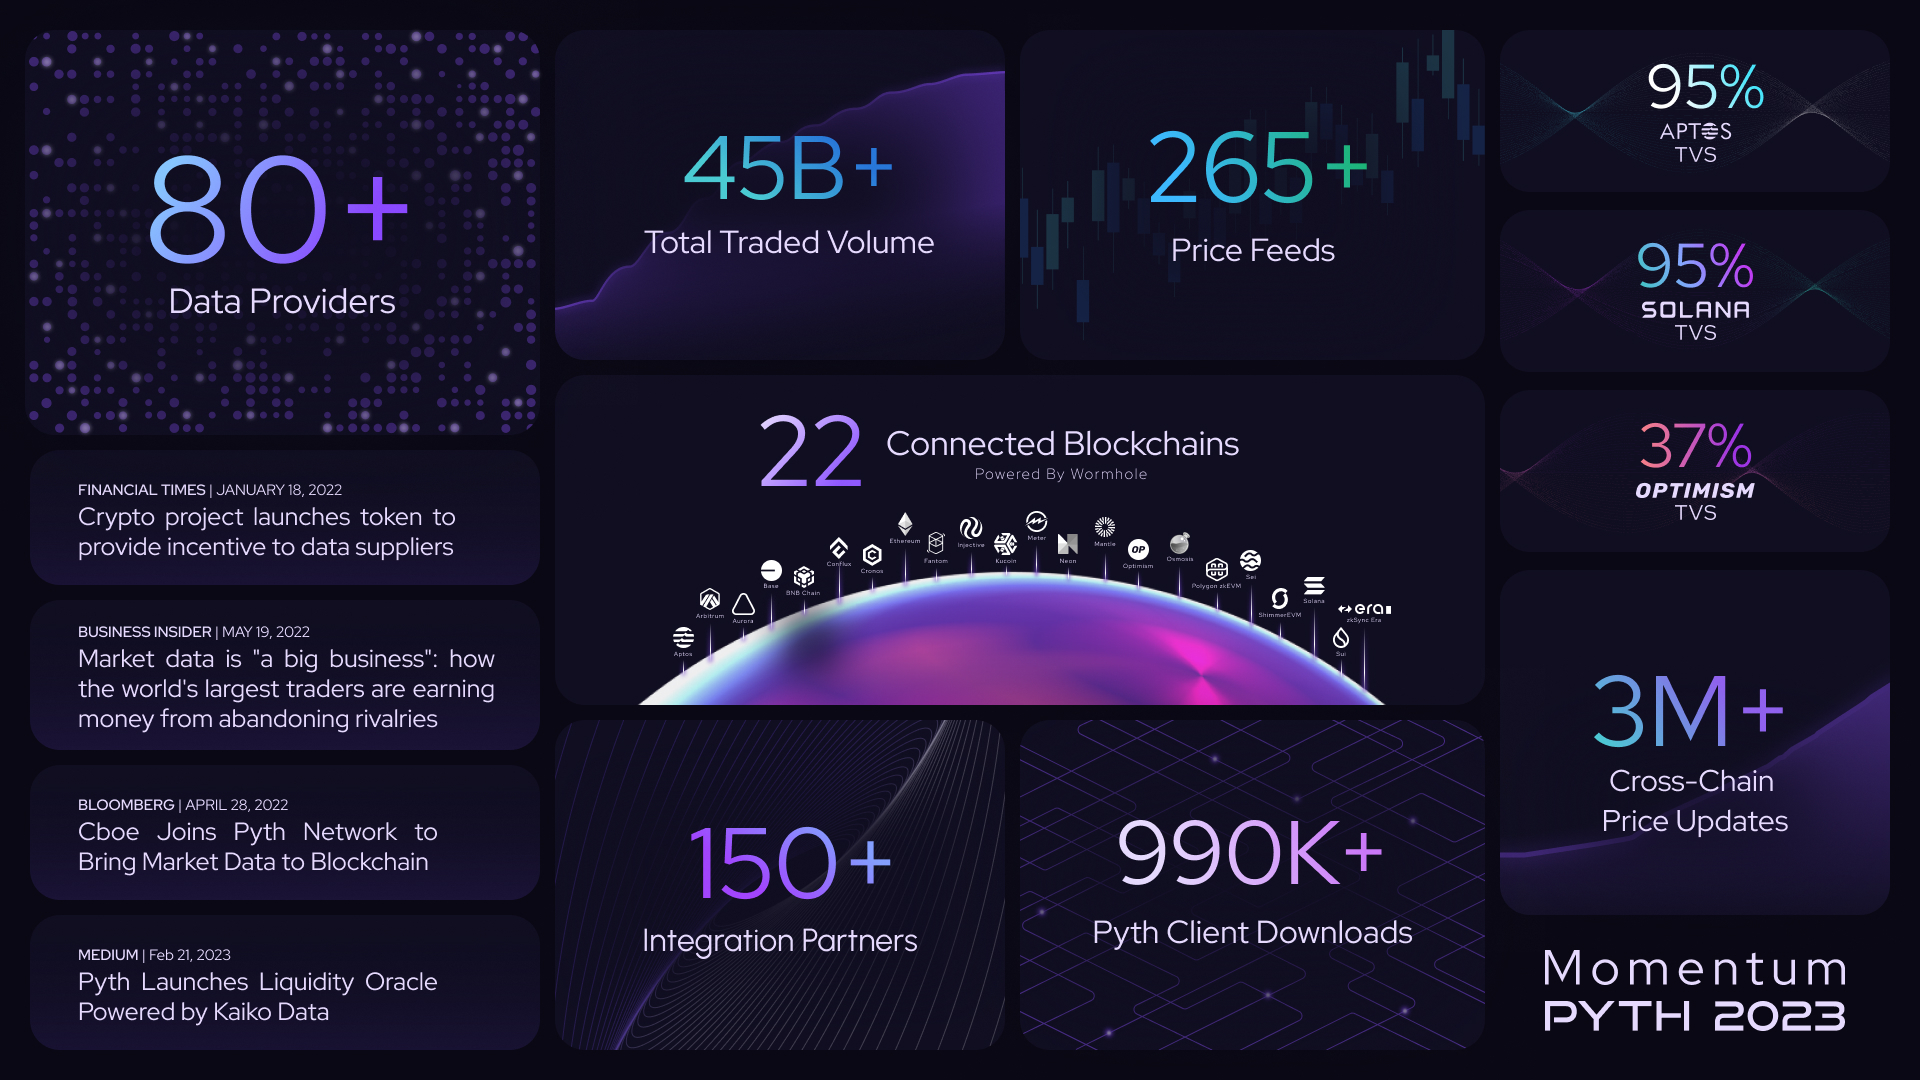 80+
Data Providers
FINANCIAL TIMES | JANUARY 18, 2022
Crypto project launches token to
provide incentive to data suppliers
BUSINESS INSIDER | MAY 19, 2022
Market data is "a big business": how
the world's largest traders are earning
money from abandoning rivalries
BLOOMBERG | APRIL 28, 2022
Cboe Joins Pyth Network to
Bring Market Data to Blockchain
MEDIUM | Feb 21, 2023
Pyth Launches Liquidity Oracle
Powered by Kaiko Data
45B+
Total Traded Volume
265+
Price Feeds
22 Connected Blockchains
Powered By Wormhole
Aptos
Arbitrum
Aurora
Base
BNB Chain
Conflux
Cronos
Ethereum
Fantom
Injective
Kucoin
Meter
Neon
Mantle
OP
Optimism
Osmosis
Polygon zkEVM
Sei
ShimmerEVM
Solana
Sui
era
zkSync Era
150+
Integration Partners
990K+
Pyth Client Downloads
95%
APTOS
TVS
95%
SOLANA
TVS
37%
OPTIMISM
TVS
3M+
Cross-Chain
Price Updates
Momentum
PYTH 2023